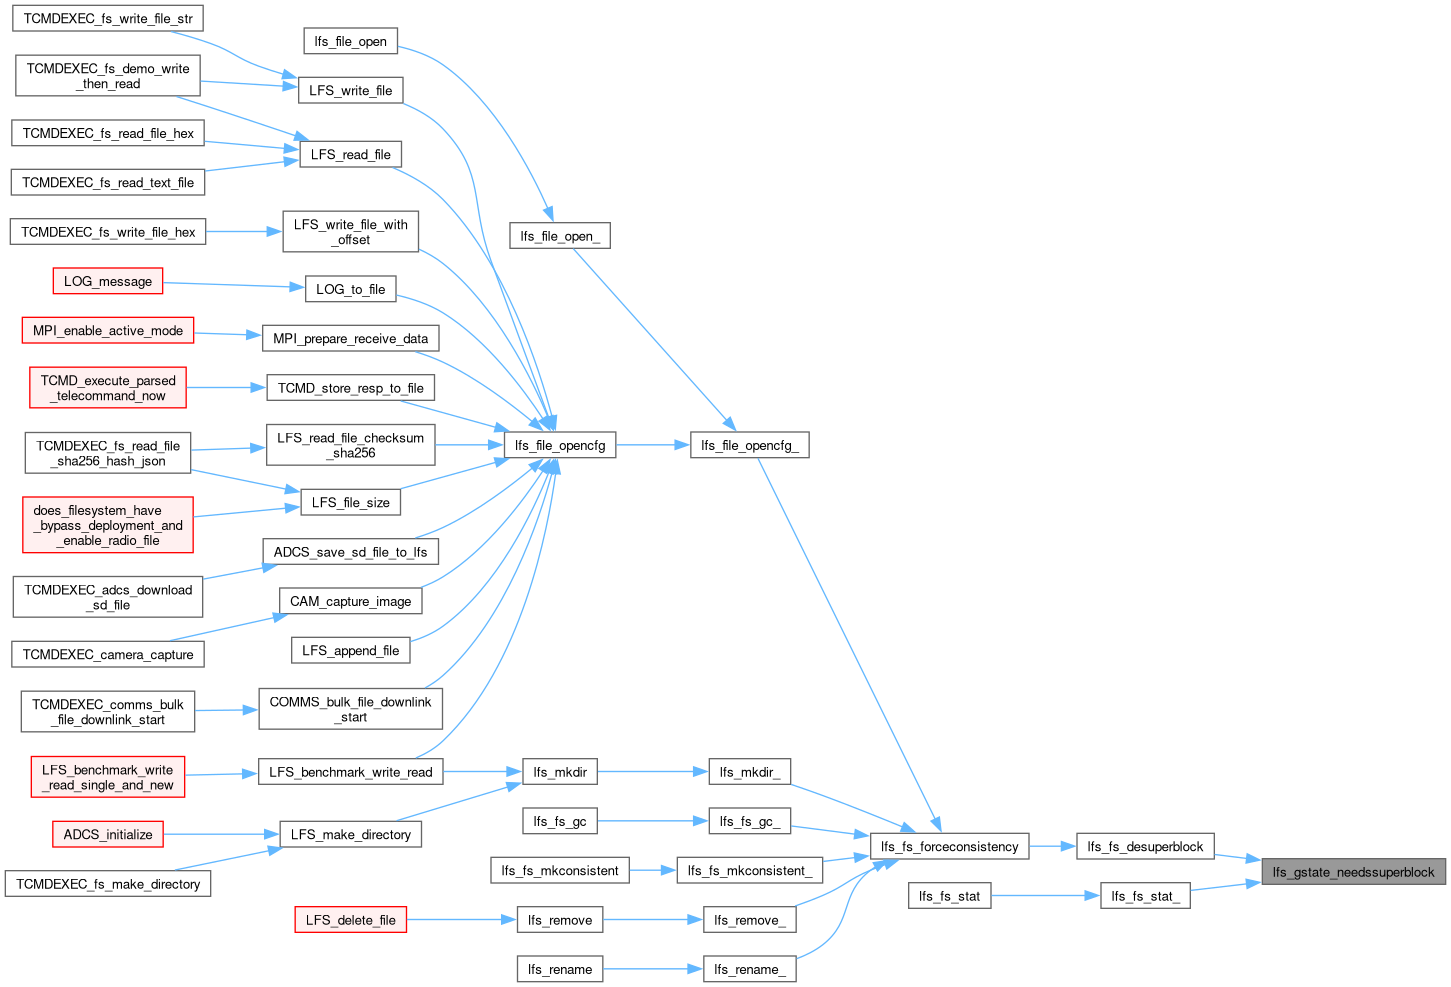 TCMDEXEC_fs_write_file_str
TCMDEXEC_fs_demo_write
_then_read
TCMDEXEC_fs_read_file_hex
TCMDEXEC_fs_read_text_file
TCMDEXEC_fs_write_file_hex
LOG_message
MPI_enable_active_mode
TCMD_execute_parsed
_telecommand_now
TCMDEXEC_fs_read_file
_sha256_hash_json
does_filesystem_have
_bypass_deployment_and
_enable_radio_file
TCMDEXEC_adcs_download
_sd_file
TCMDEXEC_camera_capture
TCMDEXEC_comms_bulk
_file_downlink_start
LFS_benchmark_write
_read_single_and_new
ADCS_initialize
TCMDEXEC_fs_make_directory
lfs_file_open
LFS_write_file
LFS_read_file
LFS_write_file_with
_offset
LOG_to_file
MPI_prepare_receive_data
TCMD_store_resp_to_file
LFS_read_file_checksum
_sha256
LFS_file_size
ADCS_save_sd_file_to_lfs
CAM_capture_image
LFS_append_file
COMMS_bulk_file_downlink
_start
LFS_benchmark_write_read
LFS_make_directory
LFS_delete_file
lfs_file_open_
lfs_file_opencfg
lfs_mkdir
lfs_fs_gc
lfs_fs_mkconsistent
lfs_remove
lfs_rename
lfs_file_opencfg_
lfs_mkdir_
lfs_fs_gc_
lfs_fs_mkconsistent_
lfs_remove_
lfs_rename_
lfs_fs_forceconsistency
lfs_fs_stat
lfs_fs_desuperblock
lfs_fs_stat_
lfs_gstate_needssuperblock